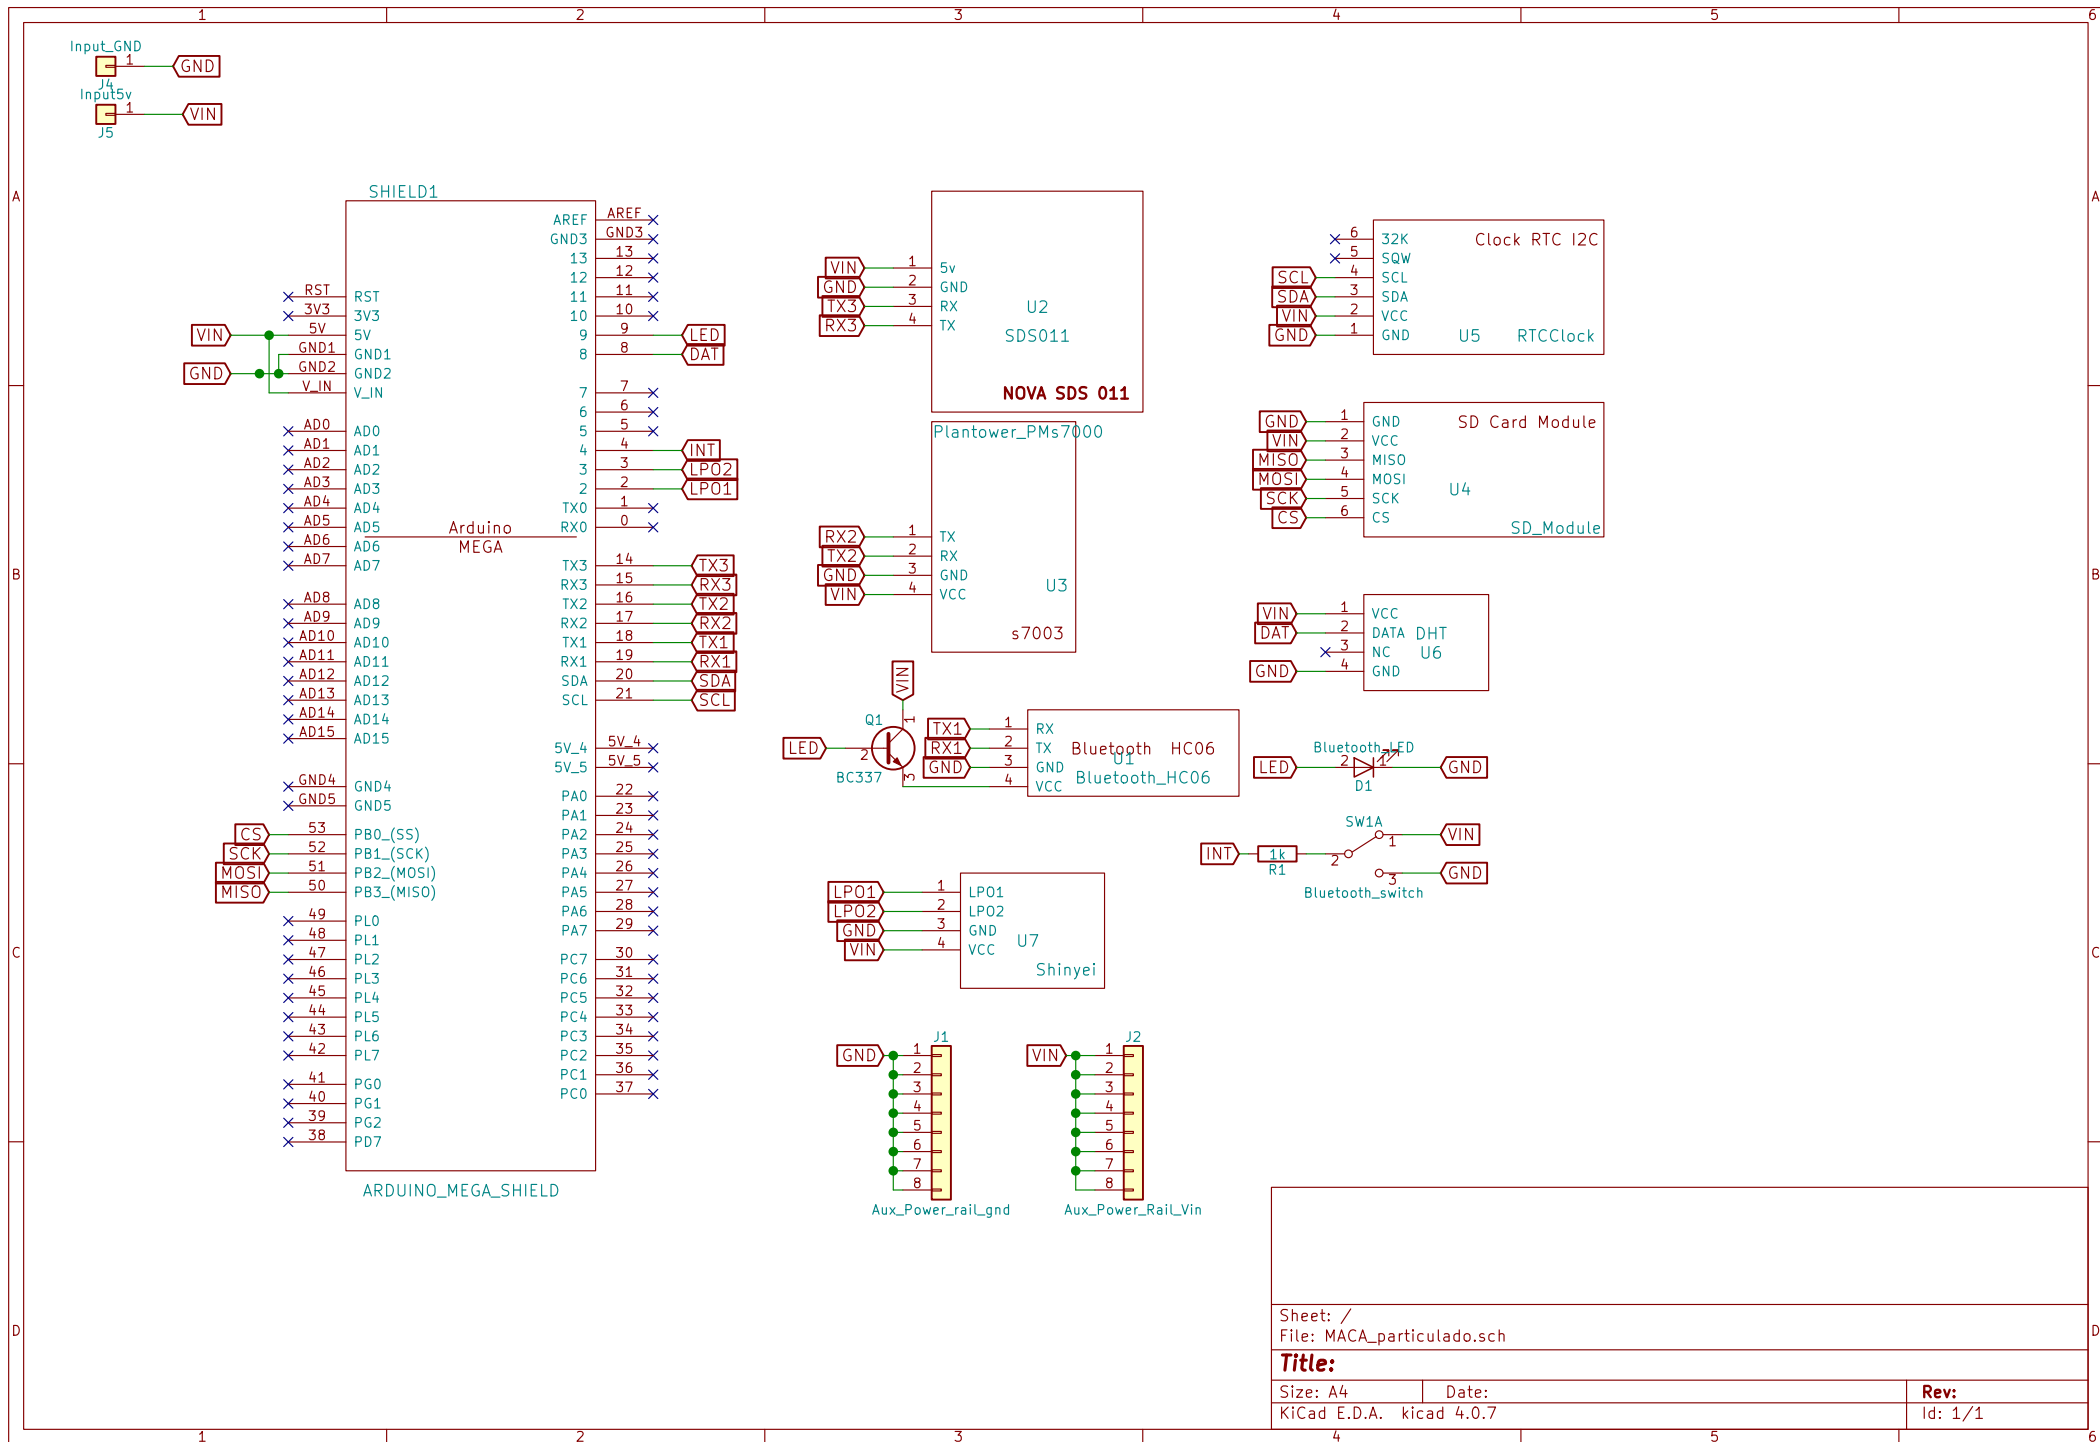 1 2 3 4 5 6
A
B
C
D
A
B
C
D
1 2 3 4 5 6
Input_GND
1 GND
J4
Input5v
1 VIN
J5
SHIELD1
Arduino
MEGA
RST RST
3V3 3V3
VIN 5V 5V
GND1 GND1
GND GND2 GND2
V_IN V_IN
AD0 AD0
AD1 AD1
AD2 AD2
AD3 AD3
AD4 AD4
AD5 AD5
AD6 AD6
AD7 AD7
AD8 AD8
AD9 AD9
AD10 AD10
AD11 AD11
AD12 AD12
AD13 AD13
AD14 AD14
AD15 AD15
GND4 GND4
GND5 GND5
CS 53 PB0_(SS)
SCK 52 PB1_(SCK)
MOSI 51 PB2_(MOSI)
MISO 50 PB3_(MISO)
49 PL0
48 PL1
47 PL2
46 PL3
45 PL4
44 PL5
43 PL6
42 PL7
41 PG0
40 PG1
39 PG2
38 PD7
AREF AREF
GND3 GND3
13 13
12 12
11 11
10 10
9 9 LED
8 8 DAT
7 7
6 6
5 5
4 4 INT
3 3 LPO2
2 2 LPO1
TX0 1
RX0 0
TX3 14 TX3
RX3 15 RX3
TX2 16 TX2
RX2 17 RX2
TX1 18 TX1
RX1 19 RX1
SDA 20 SDA
SCL 21 SCL
5V_4 5V_4
5V_5 5V_5
PA0 22
PA1 23
PA2 24
PA3 25
PA4 26
PA5 27
PA6 28
PA7 29
PC7 30
PC6 31
PC5 32
PC4 33
PC3 34
PC2 35
PC1 36
PC0 37
ARDUINO_MEGA_SHIELD
VIN 1 5v
GND 2 GND
TX3 3 RX
RX3 4 TX
U2
SDS011
NOVA SDS 011
Plantower_PMs7000
RX2 1 TX
TX2 2 RX
GND 3 GND
VIN 4 VCC
U3
s7003
VIN
Q1
1
LED 2
3
BC337
TX1 1 RX
RX1 2 TX
GND 3 GND
4 VCC
Bluetooth HC06
U1
Bluetooth_HC06
LPO1 1 LPO1
LPO2 2 LPO2
GND 3 GND
VIN 4 VCC
U7
Shinyei
J1
GND 1
2
3
4
5
6
7
8
Aux_Power_rail_gnd
J2
VIN 1
2
3
4
5
6
7
8
Aux_Power_Rail_Vin
6 32K
5 SQW
SCL 4 SCL
SDA 3 SDA
VIN 2 VCC
GND 1 GND
Clock RTC I2C
U5 RTCClock
GND 1 GND
VIN 2 VCC
MISO 3 MISO
MOSI 4 MOSI
SCK 5 SCK
CS 6 CS
SD Card Module
U4
SD_Module
VIN 1 VCC
DAT 2 DATA
3 NC
GND 4 GND
DHT
U6
Bluetooth_LED
LED 2 1 GND
D1
SW1A
1 VIN
INT 1k 2
R1
3 GND
Bluetooth_switch
Sheet: /
File: MACA_particulado.sch
Title:
Size: A4 Date: Rev:
KiCad E.D.A. kicad 4.0.7 Id: 1/1